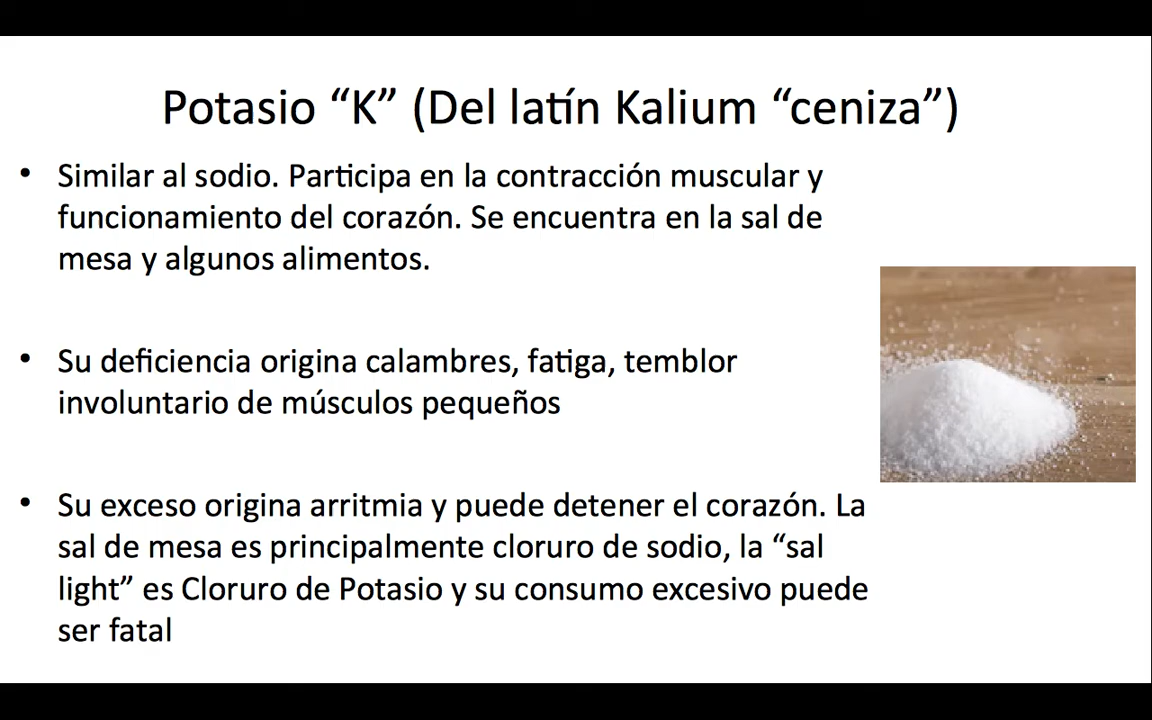 Potasio “K” (Del latín Kalium “ceniza”)
• Similar al sodio. Participa en la contracción muscular y
funcionamiento del corazón. Se encuentra en la sal de
mesa y algunos alimentos.
• Su deficiencia origina calambres, fatiga, temblor
involuntario de músculos pequeños
• Su exceso origina arritmia y puede detener el corazón. La
sal de mesa es principalmente cloruro de sodio, la “sal
light” es Cloruro de Potasio y su consumo excesivo puede
ser fatal